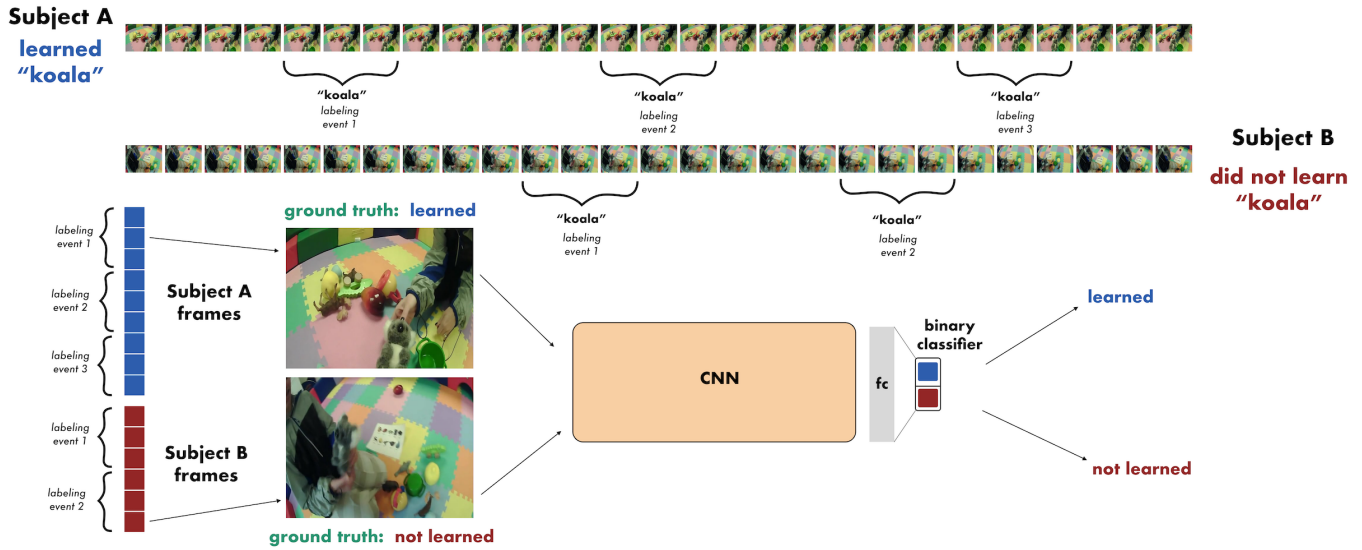 Subject A
learned
“koala”
“koala”
labeling
event 1
“koala”
labeling
event 2
“koala”
labeling
event 3
Subject B
did not learn
“koala”
“koala”
labeling
event 1
“koala”
labeling
event 2
ground truth: learned
labeling
event 1
labeling
event 2
labeling
event 3
Subject A
frames
labeling
event 1
labeling
event 2
Subject B
frames
ground truth: not learned
CNN
fc
binary
classifier
learned
not learned